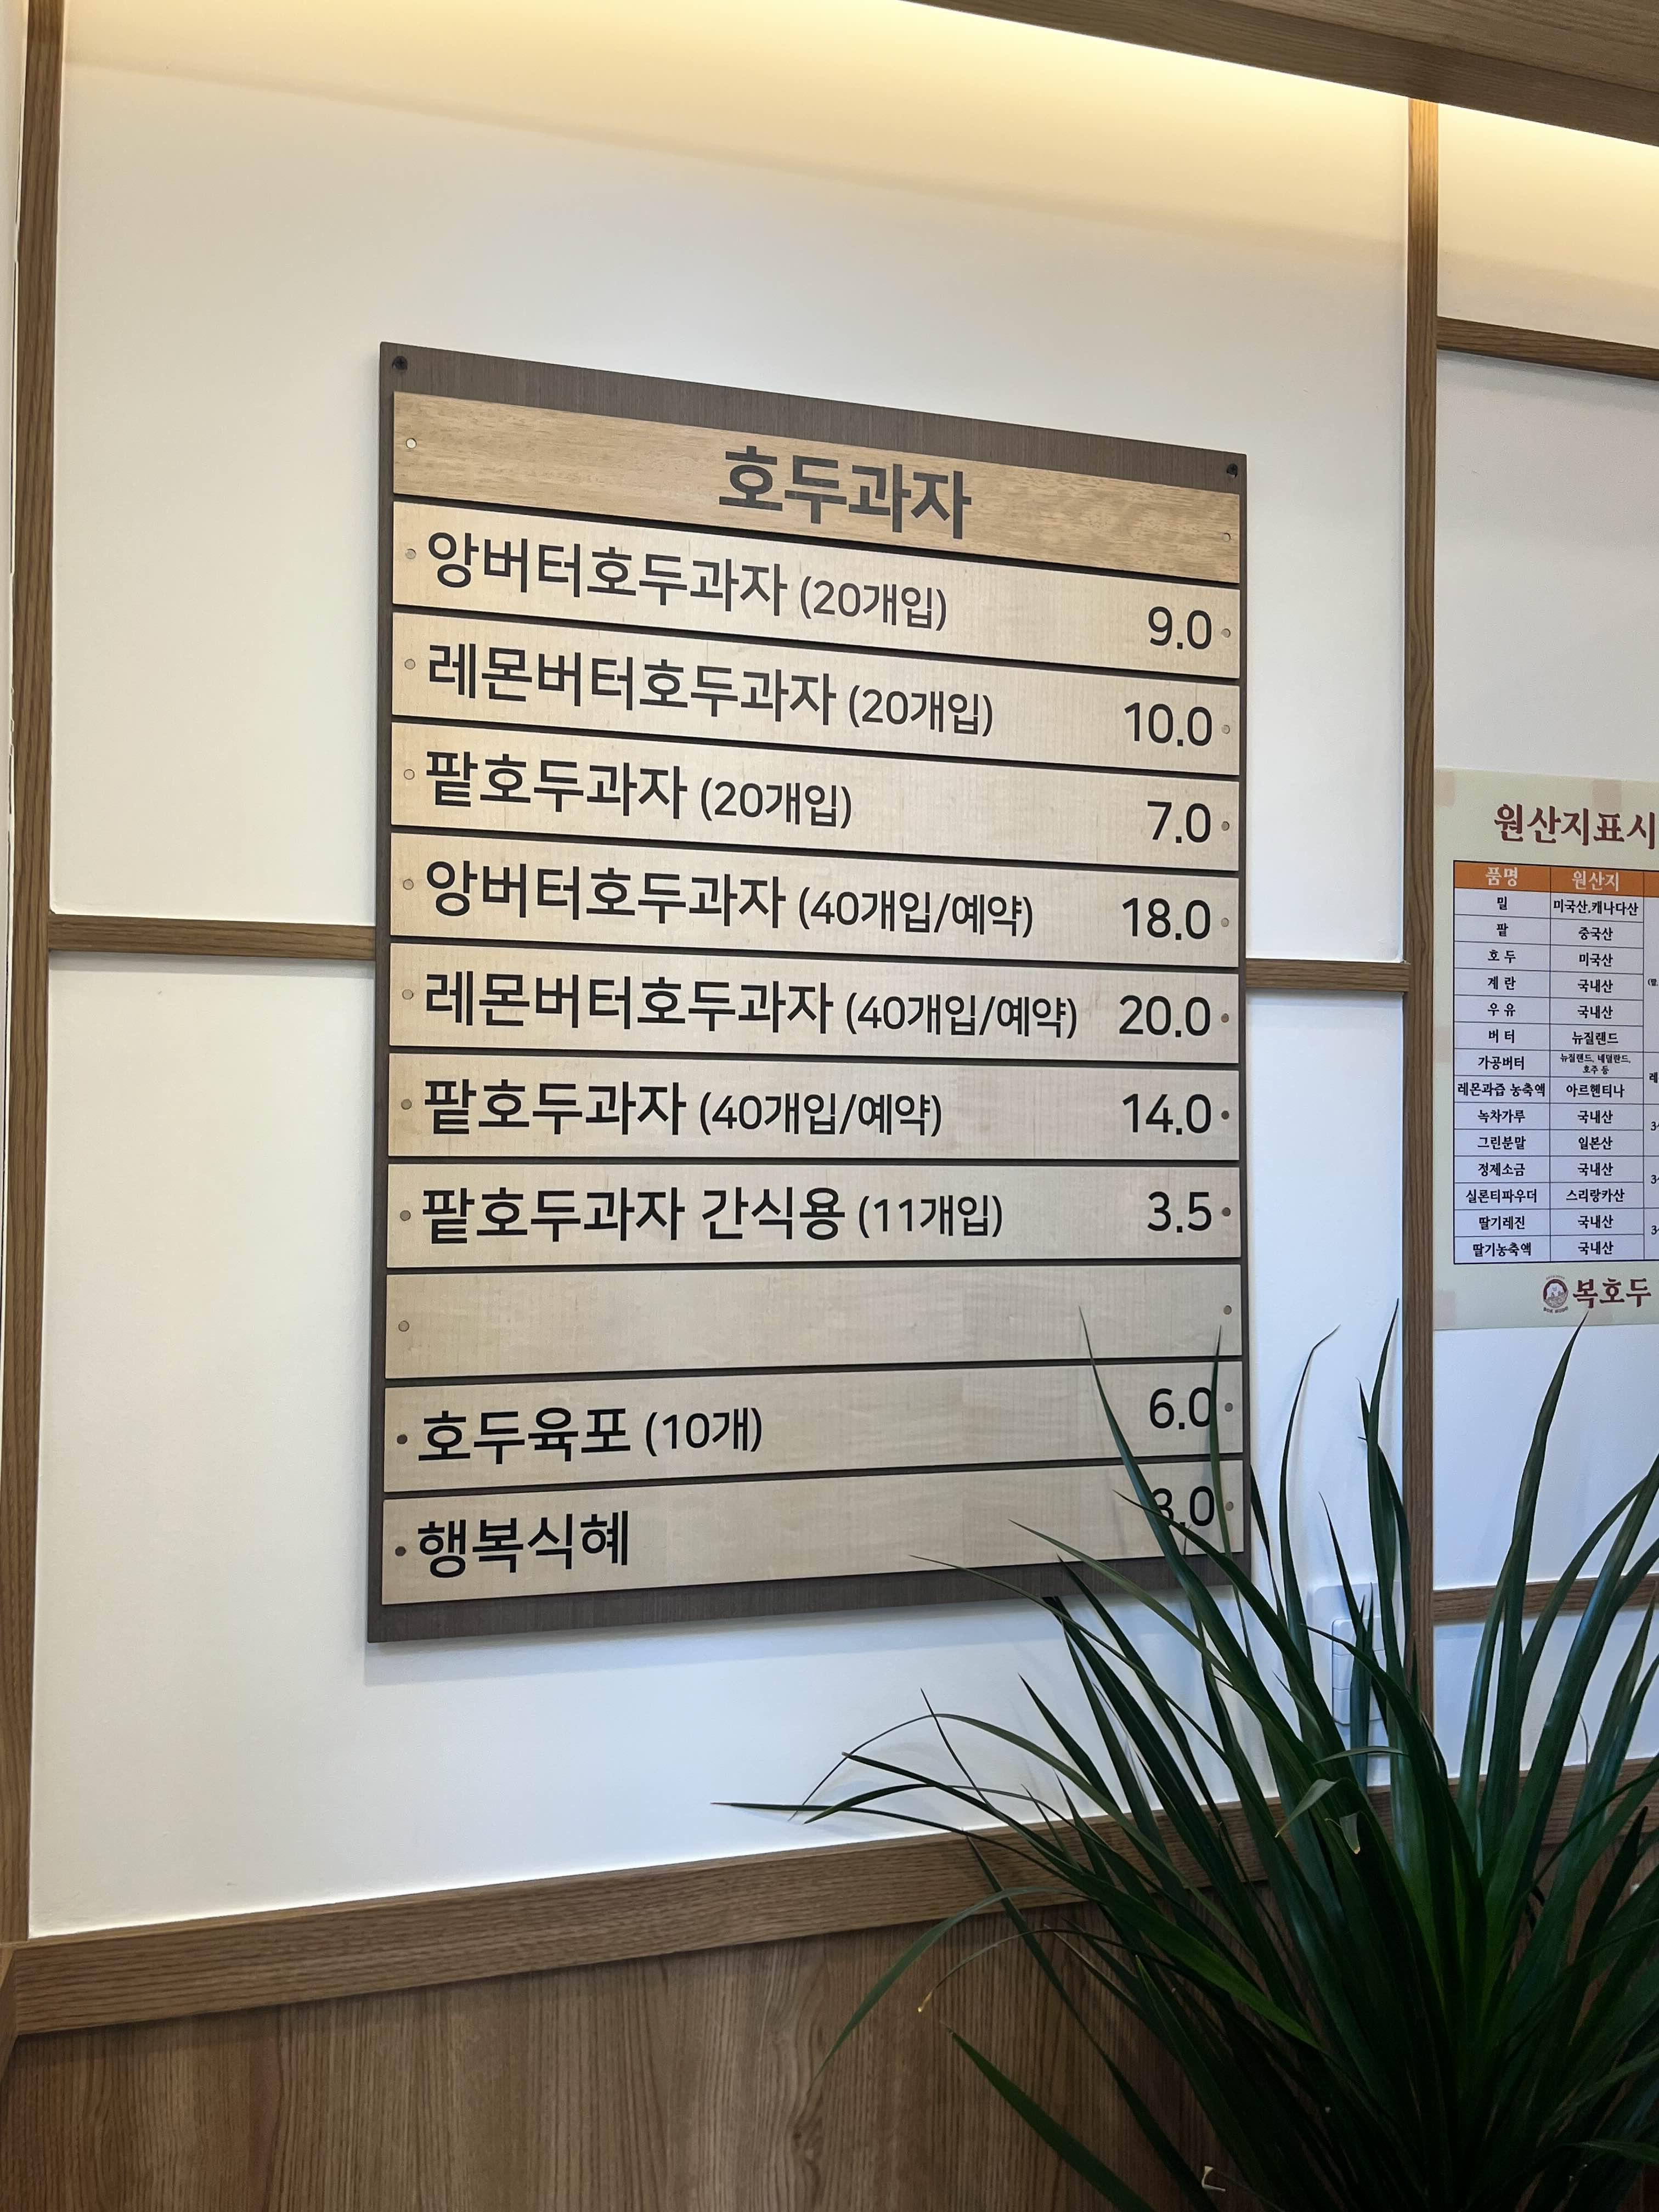 호두과자
앙버터호두과자 (20개입) 9.0
레몬버터호두과자 (20개입) 10.0
팥호두과자 (20개입) 7.0
앙버터호두과자 (40개입/예약) 18.0
레몬버터호두과자 (40개입/예약) 20.0
팥호두과자 (40개입/예약) 14.0
팥호두과자 간식용 (11개입) 3.5
호두육포 (10개) 6.0
행복식혜 3.0
원산지표시
품명 원산지
밀 미국산,캐나다산
팥 중국산
호두 미국산
계란 국내산
우유 국내산
버터 뉴질랜드
가공버터 뉴질랜드, 네덜란드, 호주 등
레몬과즙 농축액 아르헨티나
녹차가루 국내산
그린분말 일본산
정제소금 국내산
실론티파우더 스리랑카산
딸기레진 국내산
딸기농축액 국내산
복호두